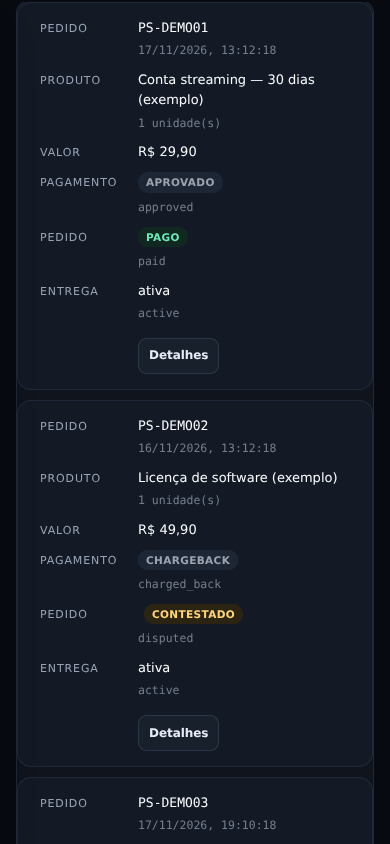 PEDIDO PS-DEMO01
17/11/2026, 13:12:18
PRODUTO Conta streaming — 30 dias
(exemplo)
1 unidade(s)
VALOR R$ 29,90
PAGAMENTO APROVADO
approved
PEDIDO PAGO
paid
ENTREGA ativa
active
Detalhes
PEDIDO PS-DEMO02
16/11/2026, 13:12:18
PRODUTO Licença de software (exemplo)
1 unidade(s)
VALOR R$ 49,90
PAGAMENTO CHARGEBACK
charged_back
PEDIDO CONTESTADO
disputed
ENTREGA ativa
active
Detalhes
PEDIDO PS-DEMO03
17/11/2026, 19:10:18